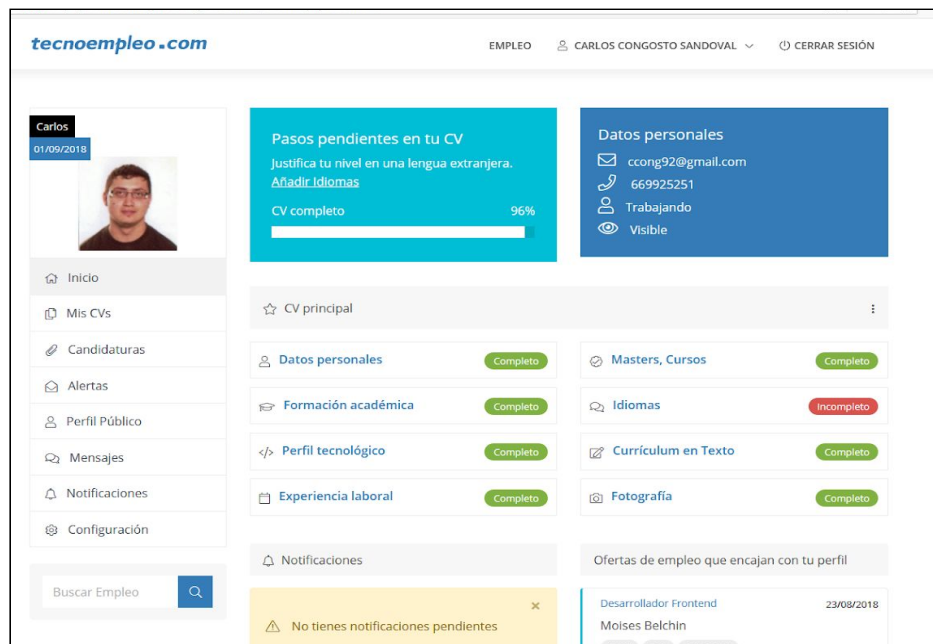 tecnoempleo.com
EMPLEO CARLOS CONGOSTO SANDOVAL CERRAR SESIÓN
Carlos
01/09/2018
Inicio
Mis CVs
Candidaturas
Alertas
Perfil Público
Mensajes
Notificaciones
Configuración
Buscar Empleo
Pasos pendientes en tu CV
Justifica tu nivel en una lengua extranjera.
Añadir Idiomas
CV completo 96%
Datos personales
ccong92@gmail.com
669925251
Trabajando
Visible
CV principal
Datos personales Completo
Masters, Cursos Completo
Formación académica Completo
Idiomas Incompleto
Perfil tecnológico Completo
Currículum en Texto Completo
Experiencia laboral Completo
Fotografía Completo
Notificaciones
No tienes notificaciones pendientes
Ofertas de empleo que encajan con tu perfil
Desarrollador Frontend 23/08/2018
Moises Belchin